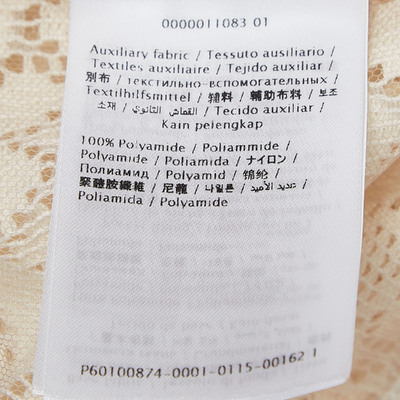 0000011083 01
Auxiliary fabric / Tessuto ausiliario /
Textiles auxiliaire / Tejido auxiliar /
別布 / текстильно-вспомогательных /
Textilhilfsmittel / 辅料 / 輔助布料 / 보조
소재 / القماش الثانوي / Tecido auxiliar /
Kain pelengkap
100% Polyamide / Poliammide /
Polyamide / Poliamida / ナイロン /
Полиамид / Polyamid / 锦纶 /
聚醯胺纖維 / 尼龍 / 나일론 / عديد الأميد /
Poliamida / Polyamide
P60100874-0001-0115-00162 1